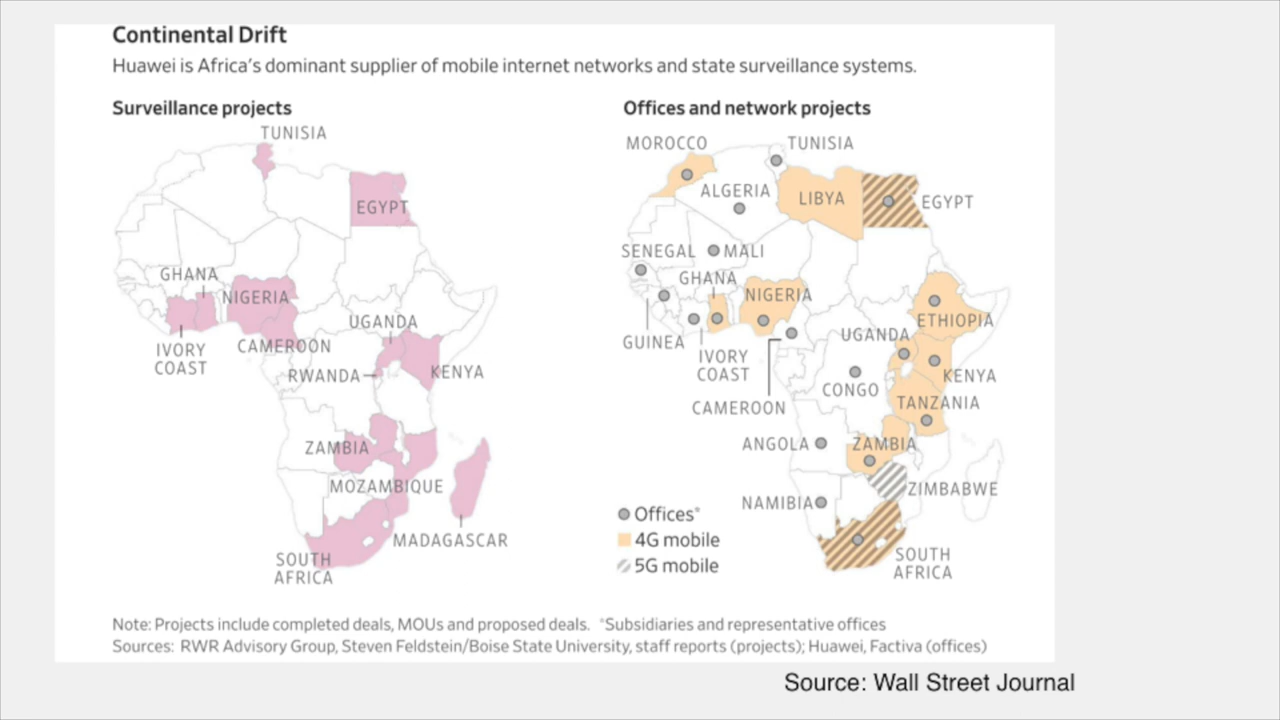 Continental Drift
Huawei is Africa's dominant supplier of mobile internet networks and state surveillance systems.
Surveillance projects
TUNISIA
EGYPT
GHANA
NIGERIA
UGANDA
IVORY
COAST
CAMEROON
RWANDA
KENYA
ZAMBIA
MOZAMBIQUE
MADAGASCAR
SOUTH
AFRICA
Offices and network projects
MOROCCO
TUNISIA
ALGERIA
LIBYA
EGYPT
SENEGAL
MALI
GHANA
NIGERIA
ETHIOPIA
UGANDA
GUINEA
IVORY
COAST
KENYA
CONGO
CAMEROON
TANZANIA
ANGOLA
ZAMBIA
ZIMBABWE
NAMIBIA
SOUTH
AFRICA
Offices*
4G mobile
5G mobile
Note: Projects include completed deals, MOUs and proposed deals. *Subsidiaries and representative offices
Sources: RWR Advisory Group, Steven Feldstein/Boise State University, staff reports (projects); Huawei, Factiva (offices)
Source: Wall Street Journal